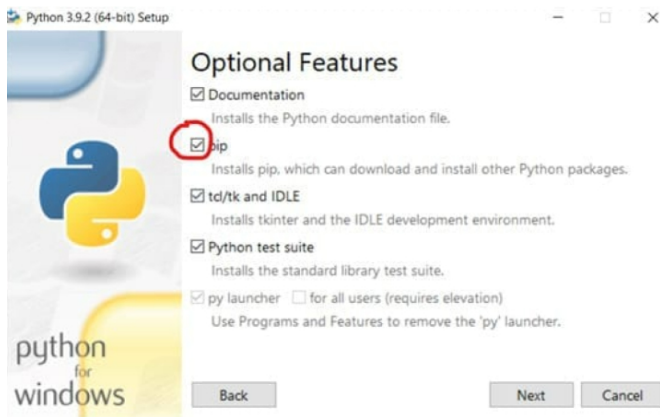 Python 3.9.2 (64-bit) Setup
Optional Features
Documentation
Installs the Python documentation file.
pip
Installs pip, which can download and install other Python packages.
tcl/tk and IDLE
Installs tkinter and the IDLE development environment.
Python test suite
Installs the standard library test suite.
py launcher for all users (requires elevation)
Use Programs and Features to remove the 'py' launcher.
python
for
windows
Back Next Cancel